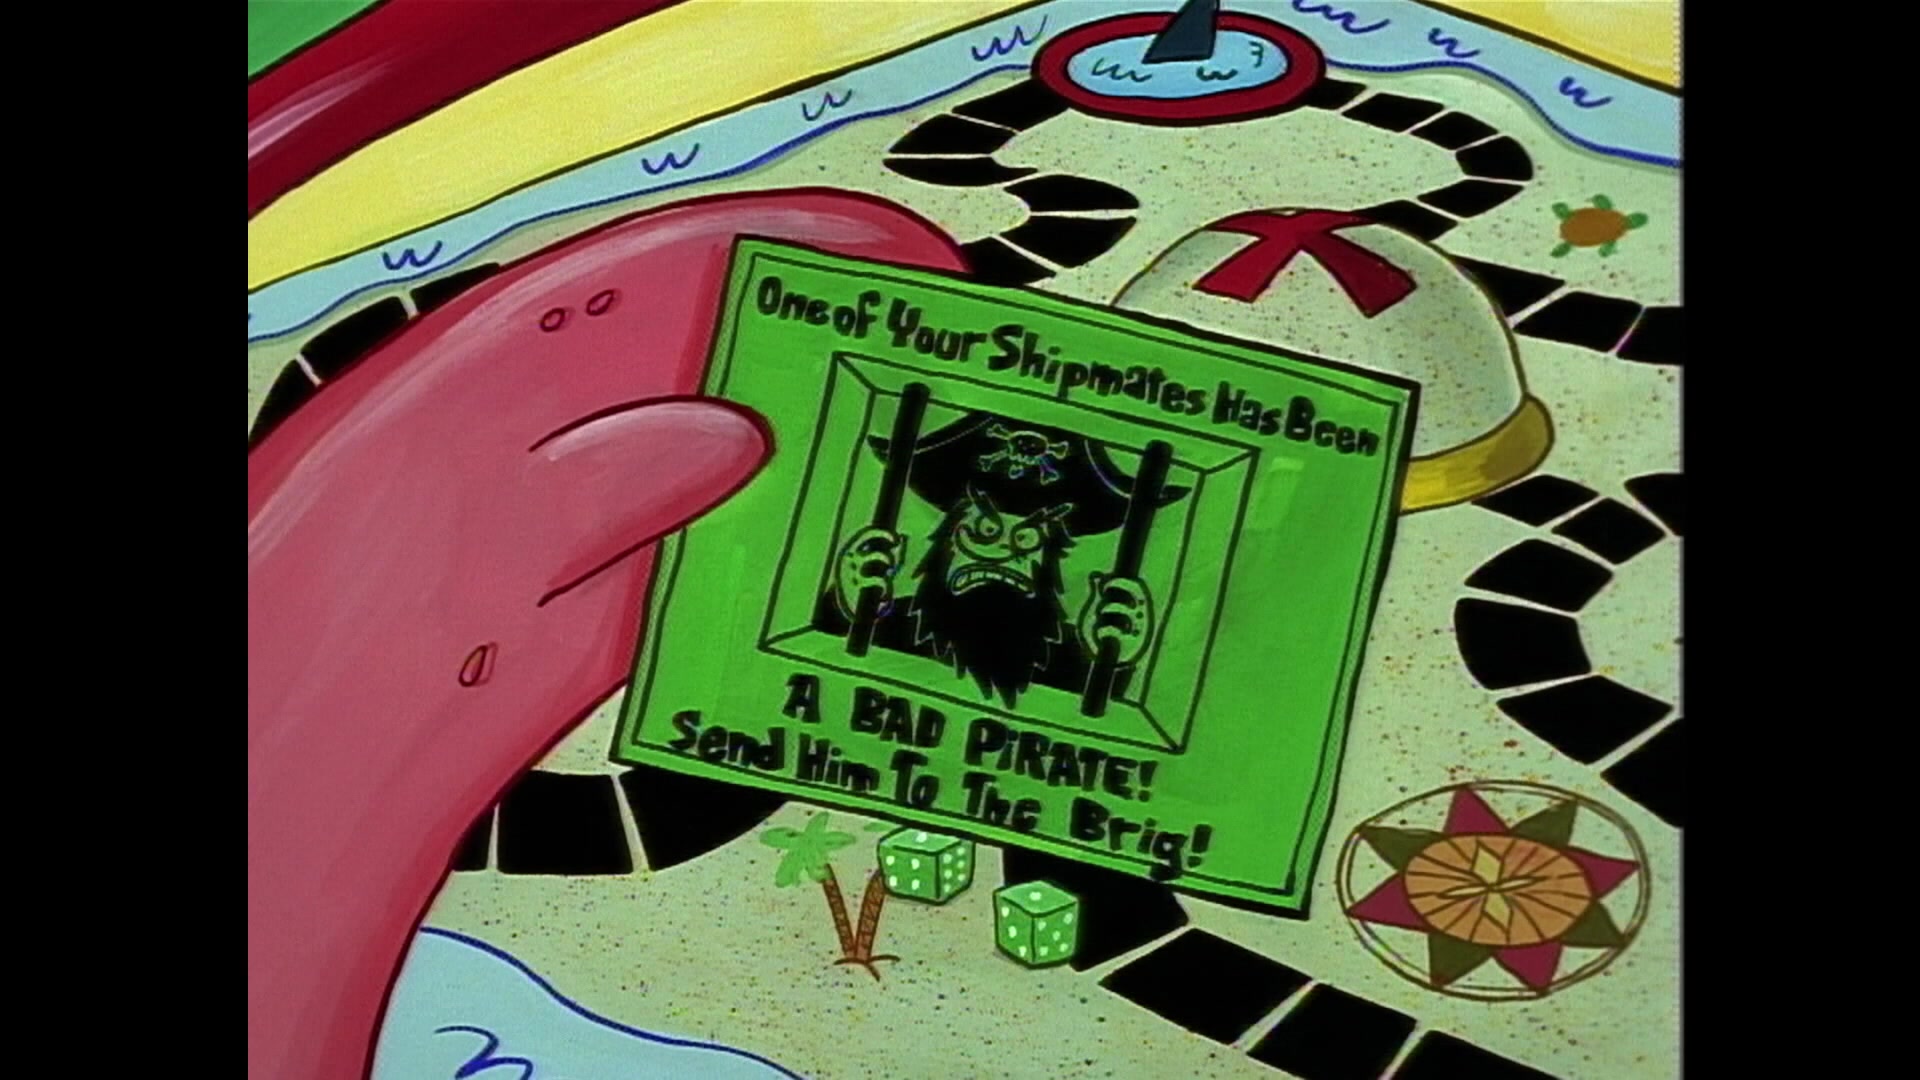 One of Your Shipmates Has Been
A BAD PiRATE!
Send Him To The Brig!